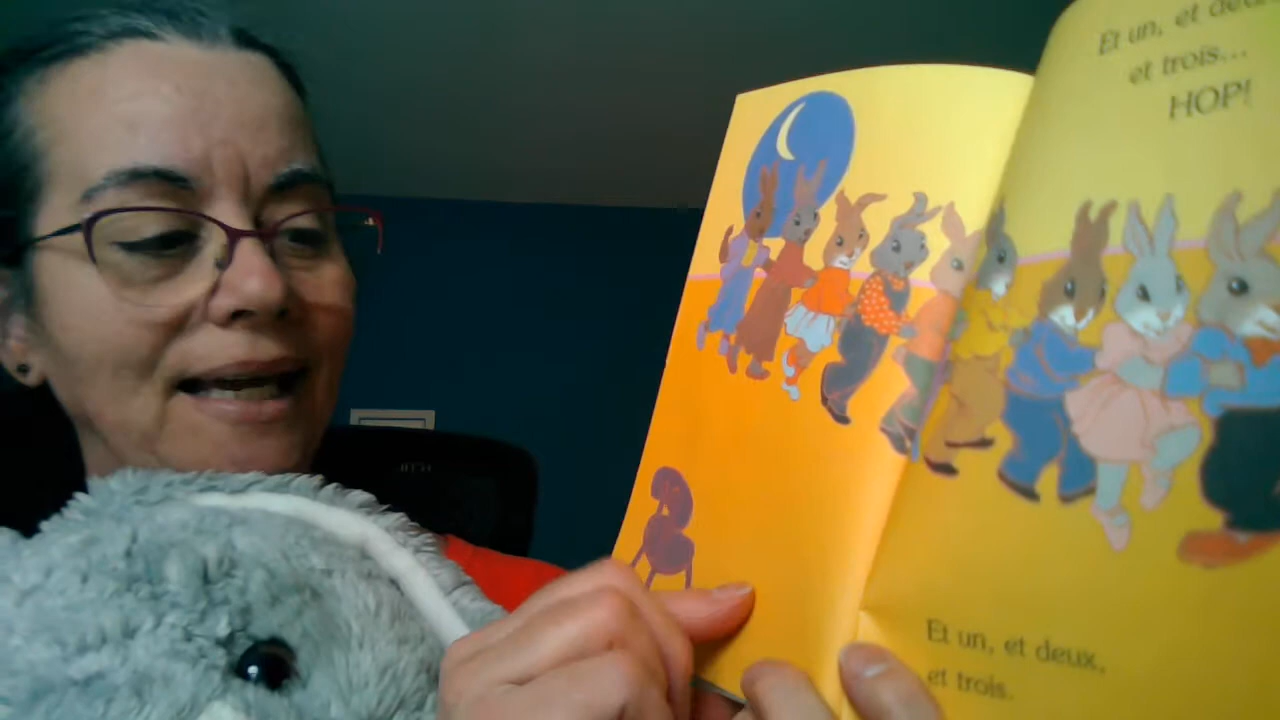 Et un, et deux
et trois...
HOP!
Et un, et deux,
et trois.